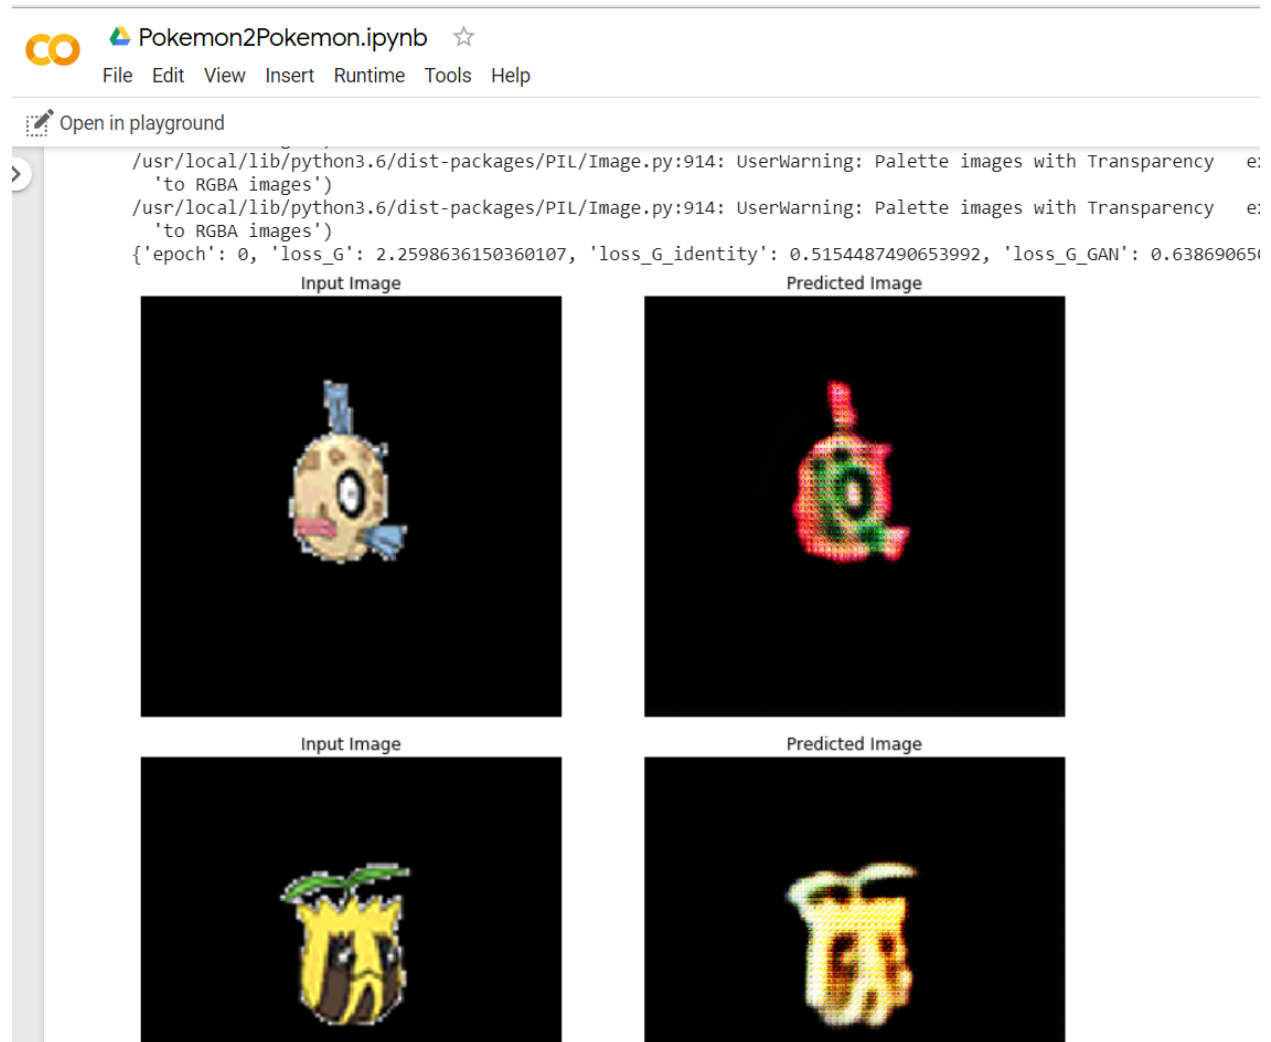 Pokemon2Pokemon.ipynb
File Edit View Insert Runtime Tools Help
Open in playground
/usr/local/lib/python3.6/dist-packages/PIL/Image.py:914: UserWarning: Palette images with Transparency
'to RGBA images')
/usr/local/lib/python3.6/dist-packages/PIL/Image.py:914: UserWarning: Palette images with Transparency
'to RGBA images')
{'epoch': 0, 'loss_G': 2.2598636150360107, 'loss_G_identity': 0.5154487490653992, 'loss_G_GAN':
Input Image Predicted Image
Input Image Predicted Image